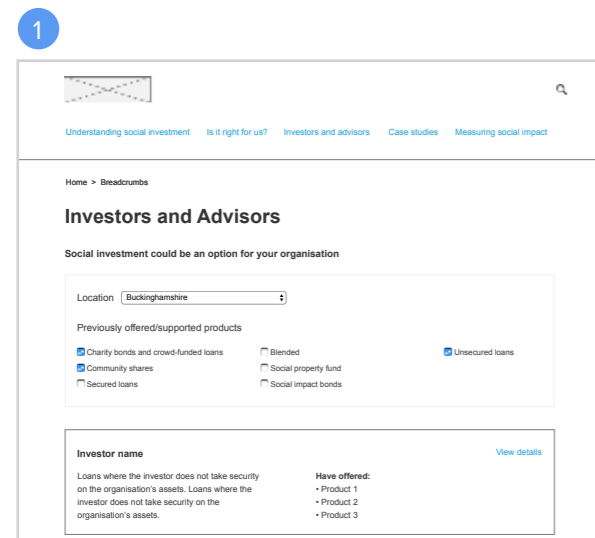 1
Understanding social investment Is it right for us? Investors and advisors Case studies Measuring social impact
Home > Breadcrumbs
Investors and Advisors
Social investment could be an option for your organisation
Location Buckinghamshire
Previously offered/supported products
Charity bonds and crowd-funded loans Blended Unsecured loans
Community shares Social property fund
Secured loans Social impact bonds
Investor name View details
Loans where the investor does not take security Have offered:
on the organisation's assets. Loans where the • Product 1
investor does not take security on the • Product 2
organisation's assets. • Product 3